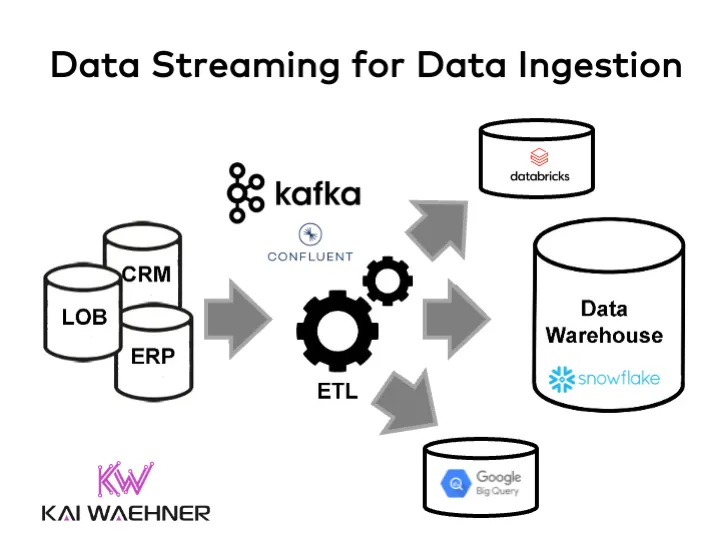 Data Streaming for Data Ingestion
databricks
kafka
CONFLUENT
CRM
LOB
ERP
ETL
Data
Warehouse
snowflake
Google
Big Query
KW
KAI WAEHNER